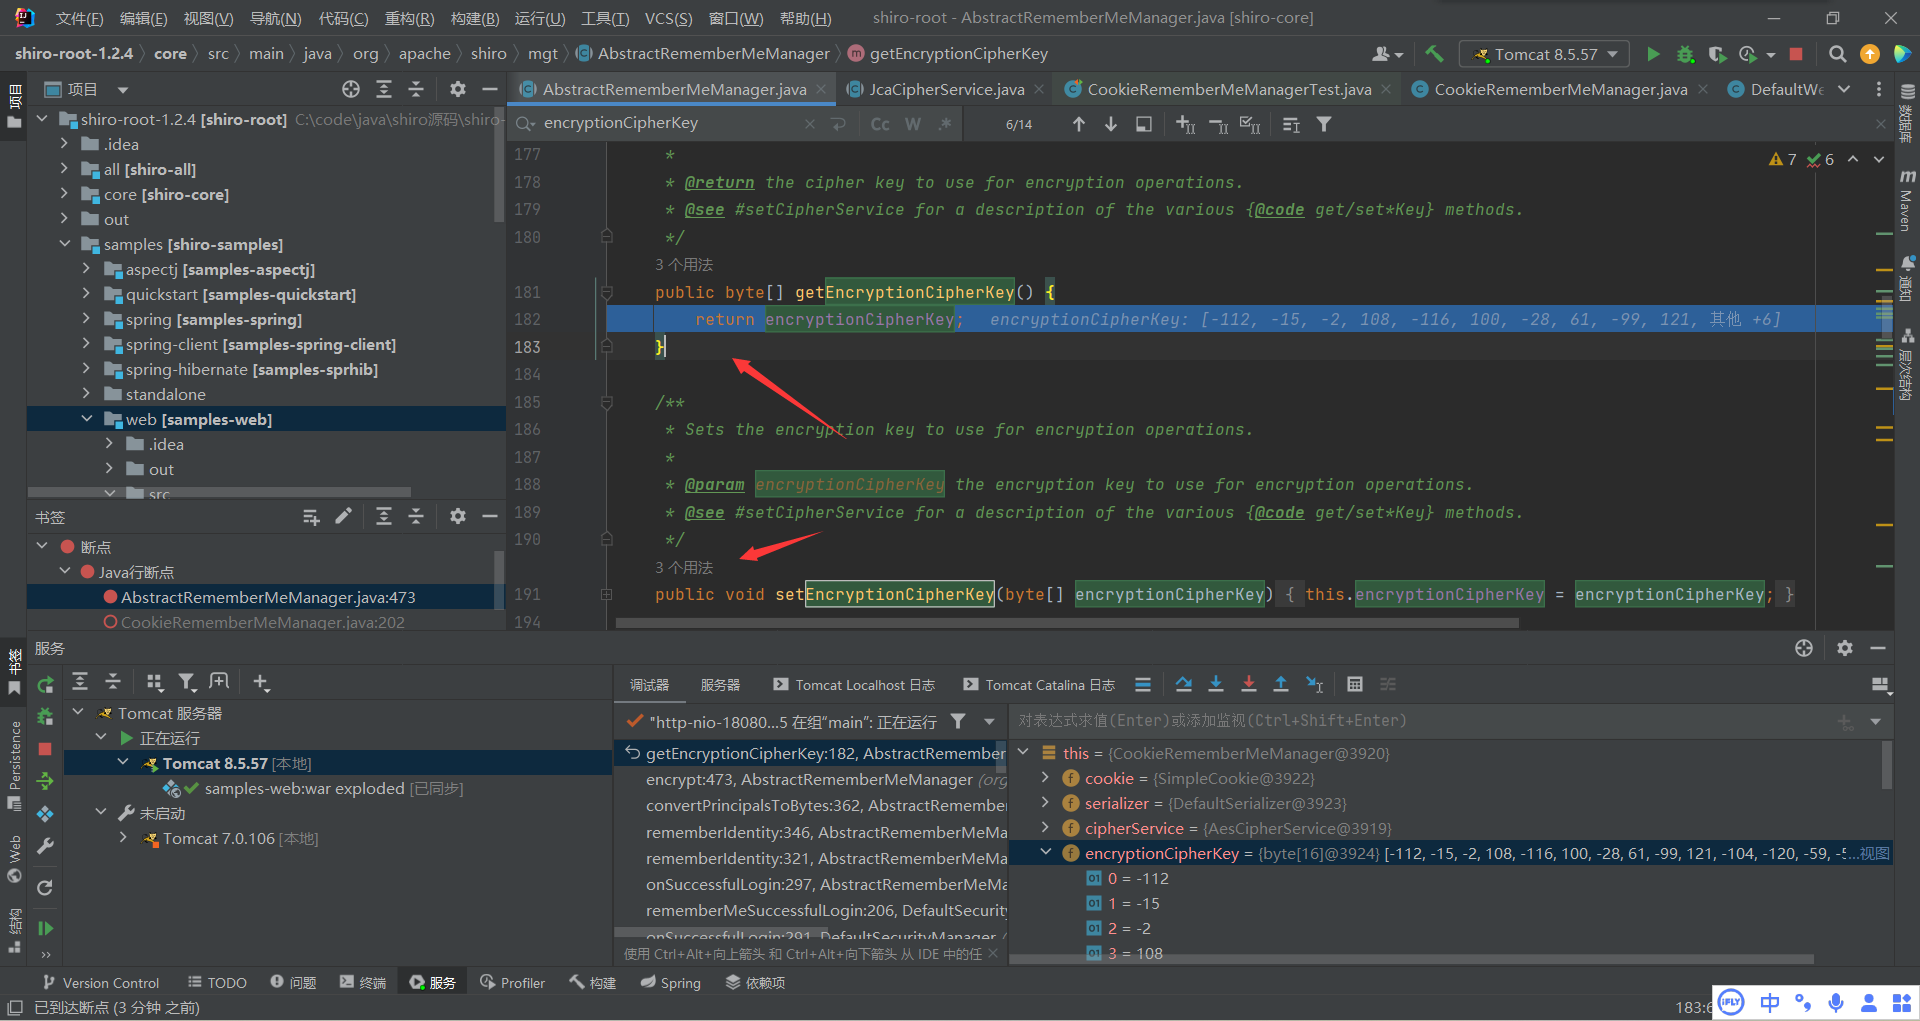 文件(F) 编辑(E) 视图(V) 导航(N) 代码(C) 重构(R) 构建(B) 运行(U) 工具(T) VCS(S) 窗口(W) 帮助(H) shiro-root - AbstractRememberMeManager.java [shiro-core]
shiro-root-1.2.4 core src main java org apache shiro mgt AbstractRememberMeManager getEncryptionCipherKey Tomcat 8.5.57
项目
AbstractRememberMeManager.java JcaCipherService.java CookieRememberMeManagerTest.java CookieRememberMeManager.java DefaultWe
encryptionCipherKey Cc W .* 6/14
项目
shiro-root-1.2.4 [shiro-root] C:\code\java\shiro源码\shiro-
.idea
all [shiro-all]
core [shiro-core]
out
samples [shiro-samples]
aspectj [samples-aspectj]
quickstart [samples-quickstart]
spring [samples-spring]
spring-client [samples-spring-client]
spring-hibernate [samples-sprhib]
standalone
web [samples-web]
.idea
out
src
7 6
177 *
178 * @return the cipher key to use for encryption operations.
179 * @see #setCipherService for a description of the various {@code get/set*Key} methods.
180 */
3 个用法
181 public byte[] getEncryptionCipherKey() {
182 return encryptionCipherKey; encryptionCipherKey: [-112, -15, -2, 108, -116, 100, -28, 61, -99, 121, 其他 +6]
183 }
184
185 /**
186 * Sets the encryption key to use for encryption operations.
187 *
188 * @param encryptionCipherKey the encryption key to use for encryption operations.
189 * @see #setCipherService for a description of the various {@code get/set*Key} methods.
190 */
3 个用法
191 public void setEncryptionCipherKey(byte[] encryptionCipherKey) { this.encryptionCipherKey = encryptionCipherKey; }
194
数据库
m Maven
通知
层次结构
书签
断点
Java行断点
AbstractRememberMeManager.java:473
CookieRememberMeManager.java:202
书签
Persistence
Web
结构
服务
Tomcat 服务器
正在运行
Tomcat 8.5.57 [本地]
samples-web:war exploded [已同步]
未启动
Tomcat 7.0.106 [本地]
调试器 服务器 Tomcat Localhost 日志 Tomcat Catalina 日志
"http-nio-18080...5 在组"main": 正在运行
getEncryptionCipherKey:182, AbstractRemember
encrypt:473, AbstractRememberMeManager (org
convertPrincipalsToBytes:362, AbstractRemember
rememberIdentity:346, AbstractRememberMeMa
rememberIdentity:321, AbstractRememberMeMa
onSuccessfulLogin:297, AbstractRememberMeMa
rememberMeSuccessfulLogin:206, DefaultSecurity
onSuccessfulLogin:291, DefaultSecurityManager
使用 Ctrl+Alt+向上箭头 和 Ctrl+Alt+向下箭头 从 IDE 中的任
对表达式求值(Enter)或添加监视(Ctrl+Shift+Enter)
this = {CookieRememberMeManager@3920}
cookie = {SimpleCookie@3922}
serializer = {DefaultSerializer@3923}
cipherService = {AesCipherService@3919}
encryptionCipherKey = {byte[16]@3924} [-112, -15, -2, 108, -116, 100, -28, 61, -99, 121, -104, -120, -59, -5...视图
0 = -112
1 = -15
2 = -2
3 = 108
Version Control TODO 问题 终端 服务 Profiler 构建 Spring 依赖项
已到达断点 (3 分钟 之前) 183:6
iFLY 中